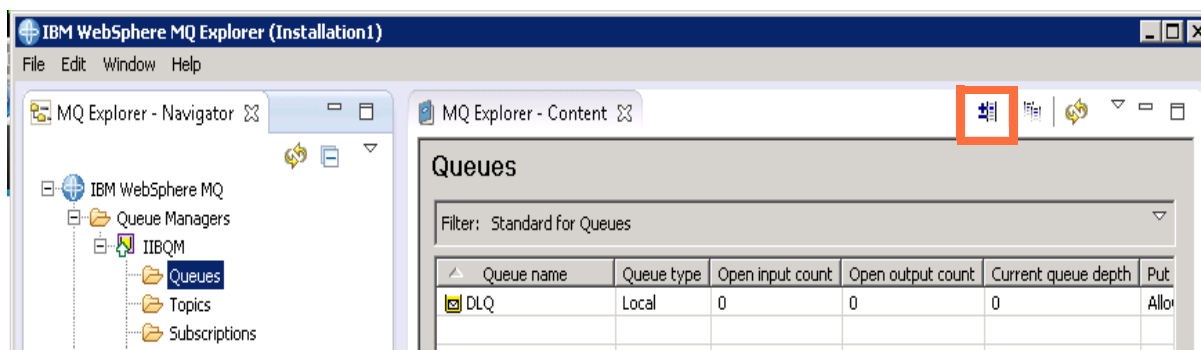 IBM WebSphere MQ Explorer (Installation1)
File Edit Window Help
MQ Explorer - Navigator
IBM WebSphere MQ
Queue Managers
IIBQM
Queues
Topics
Subscriptions
MQ Explorer - Content
Queues
Filter: Standard for Queues
Queue name Queue type Open input count Open output count Current queue depth Put
DLQ Local 0 0 0 Allo